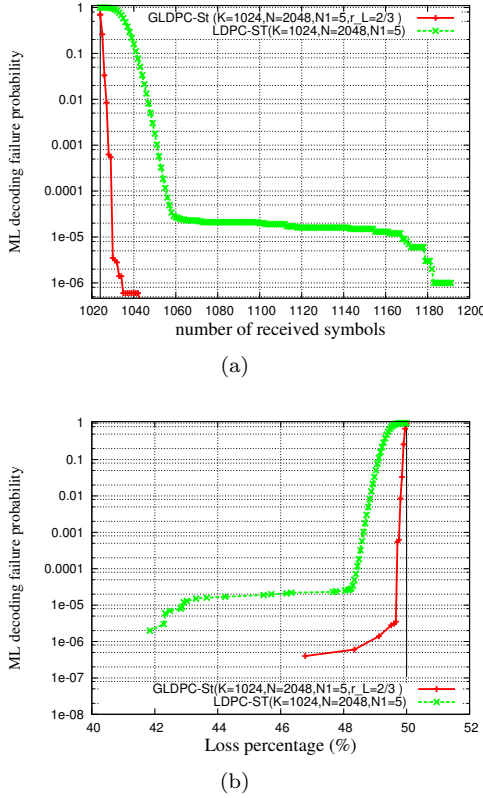 GLDPC-St (K=1024,N=2048,N1=5,r_L=2/3)
LDPC-ST(K=1024,N=2048,N1=5)
ML decoding failure probability
1
0.1
0.01
0.001
0.0001
1e-05
1e-06
1020 1040 1060 1080 1100 1120 1140 1160 1180 1200
number of received symbols
(a)
ML decoding failure probability
1
0.1
0.01
0.001
0.0001
1e-05
1e-06
1e-07
1e-08
GLDPC-St(K=1024,N=2048,N1=5,r_L=2/3 )
LDPC-ST(K=1024,N=2048,N1=5)
40 42 44 46 48 50 52
Loss percentage (%)
(b)